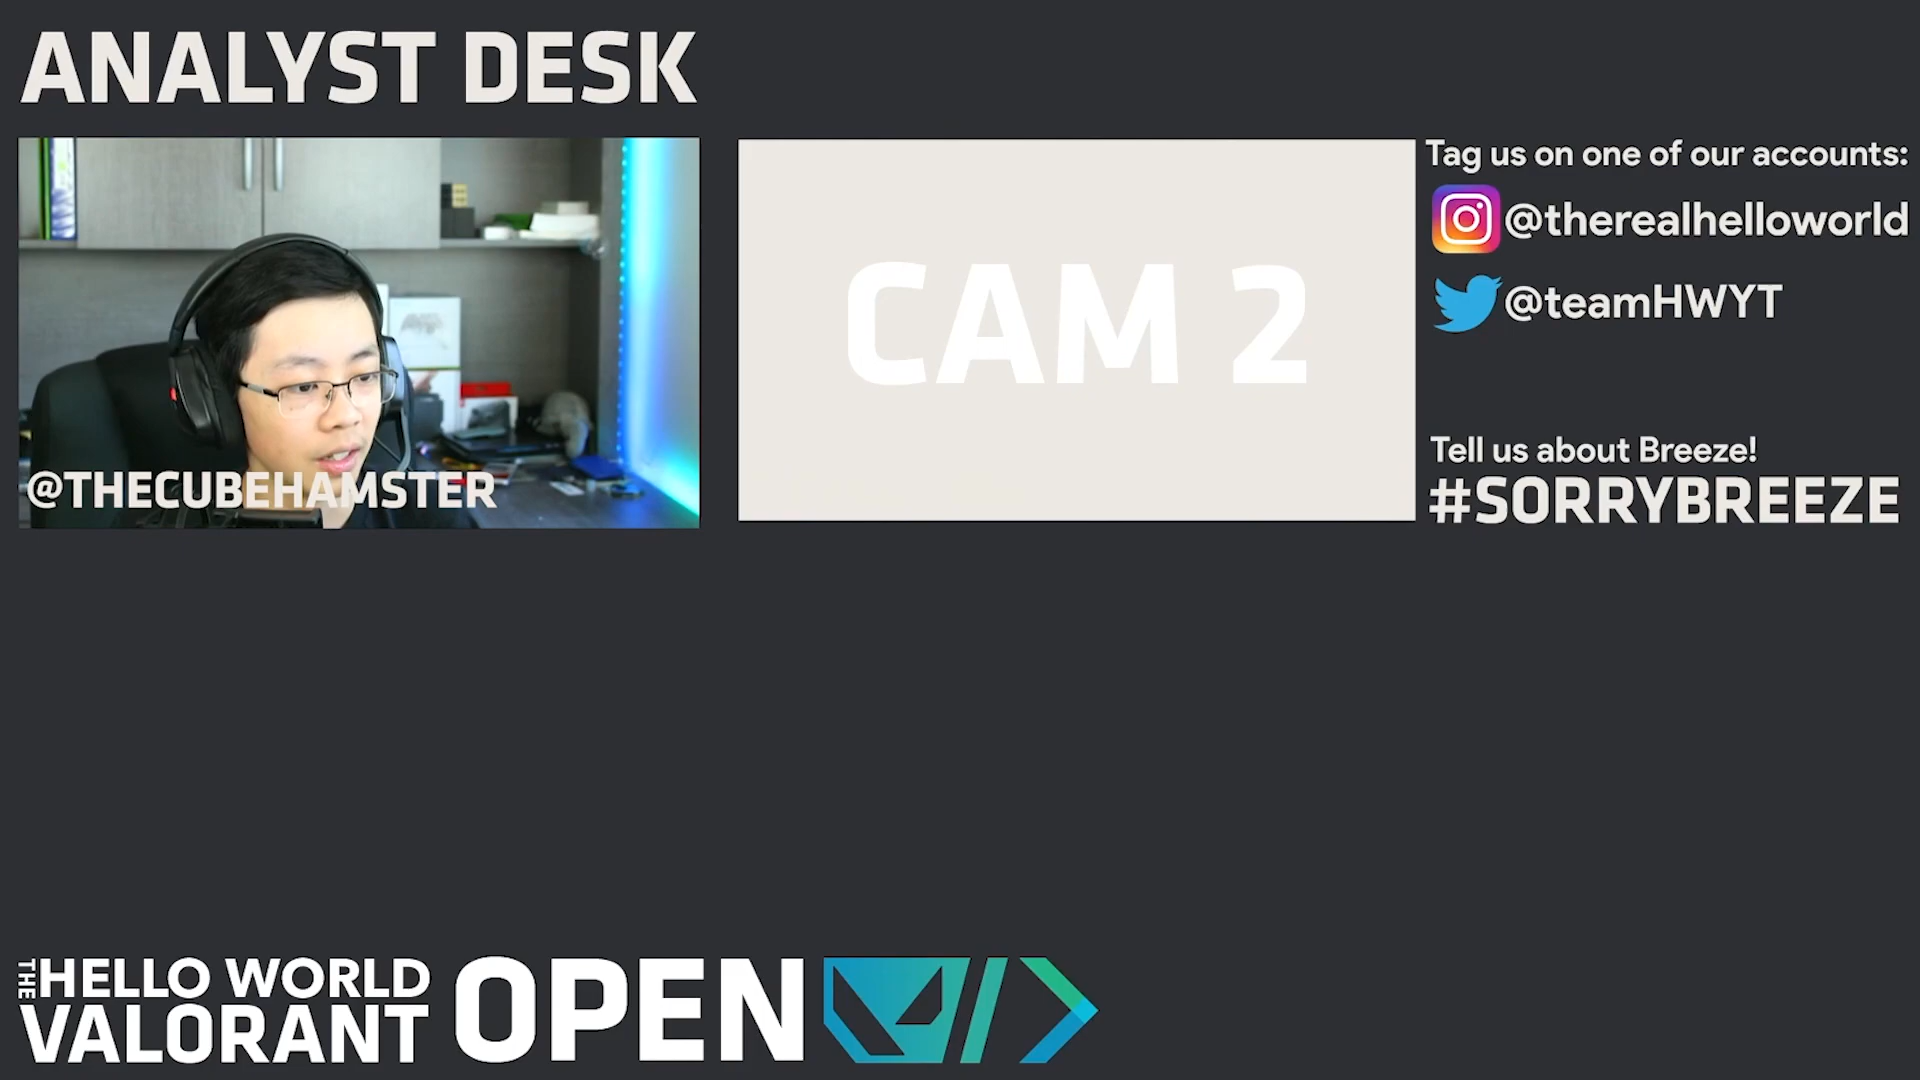 ANALYST DESK
@THECUBEHAMSTER
CAM 2
Tag us on one of our accounts:
@therealhelloworld
@teamHWYT
Tell us about Breeze!
#SORRYBREEZE
THE HELLO WORLD
VALORANT OPEN